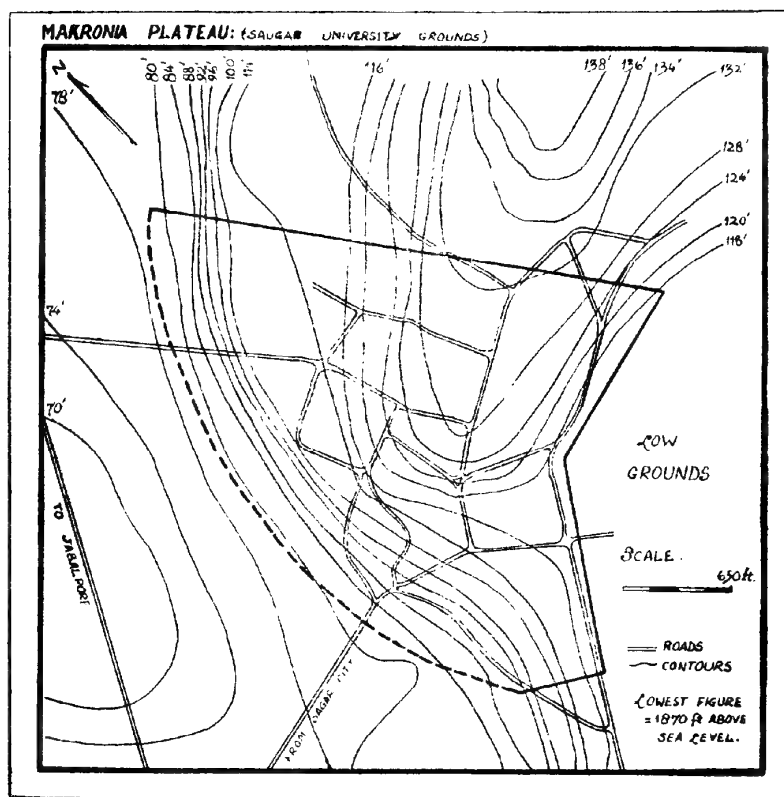 MAKRONIA PLATEAU: (SAUGAR UNIVERSITY GROUNDS)
N
78'
80'
84'
88'
92'
96'
100'
114'
116'
138'
136'
134'
132'
128'
124'
120'
118'
74'
70'
LOW
GROUNDS
TO JABALPORE
FROM SAGAR CITY
SCALE.
650 ft.
ROADS
CONTOURS
LOWEST FIGURE
= 1870 ft ABOVE
SEA LEVEL.